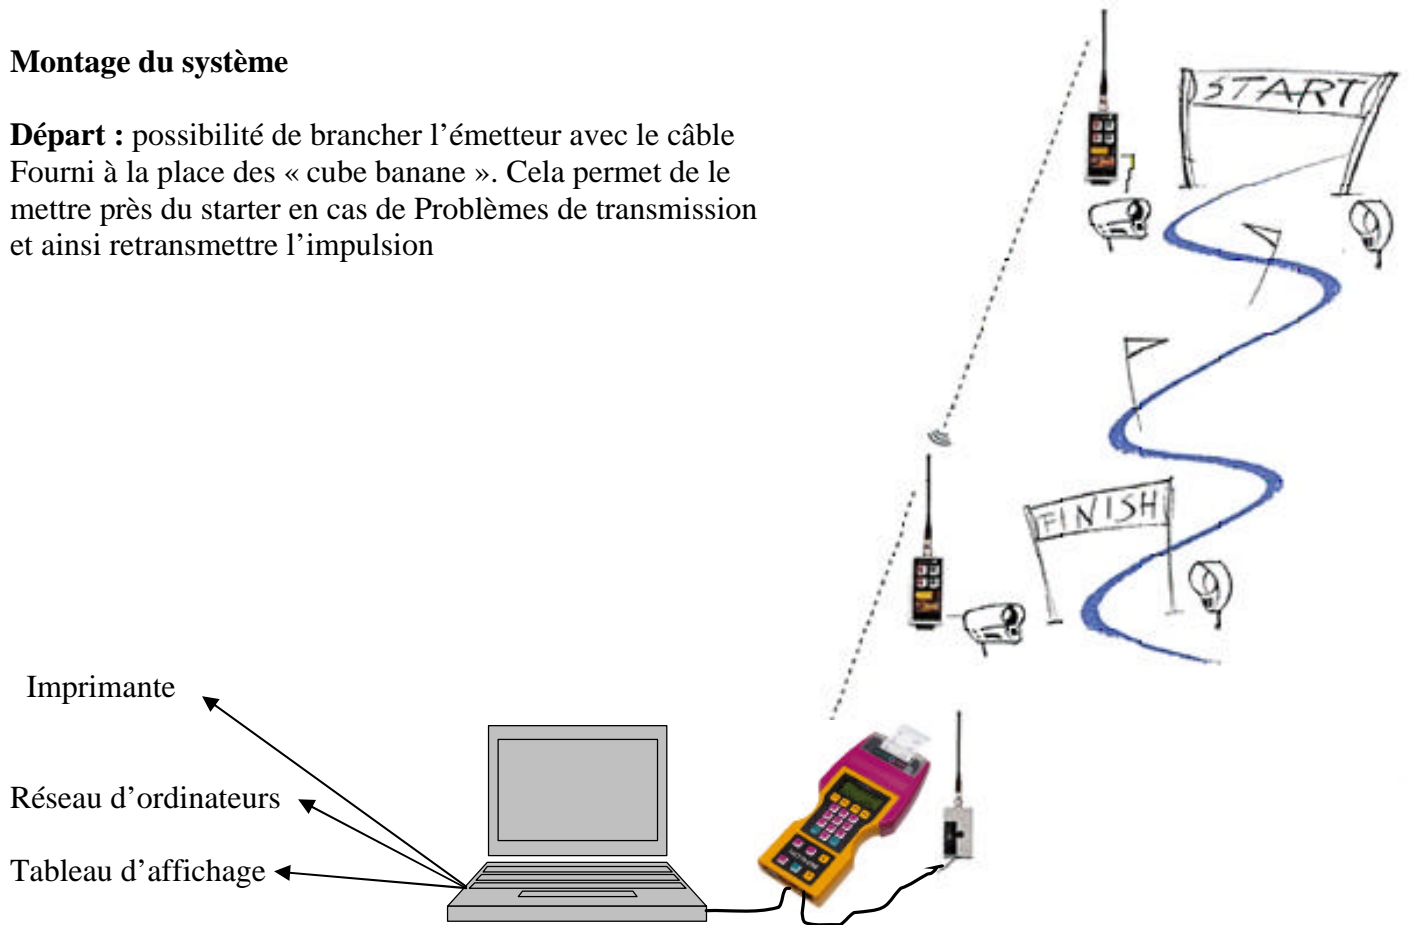 Montage du système
Départ : possibilité de brancher l’émetteur avec le câble
Fourni à la place des « cube banane ». Cela permet de le
mettre près du starter en cas de Problèmes de transmission
et ainsi retransmettre l’impulsion
START
FINISH
Imprimante
Réseau d’ordinateurs
Tableau d’affichage